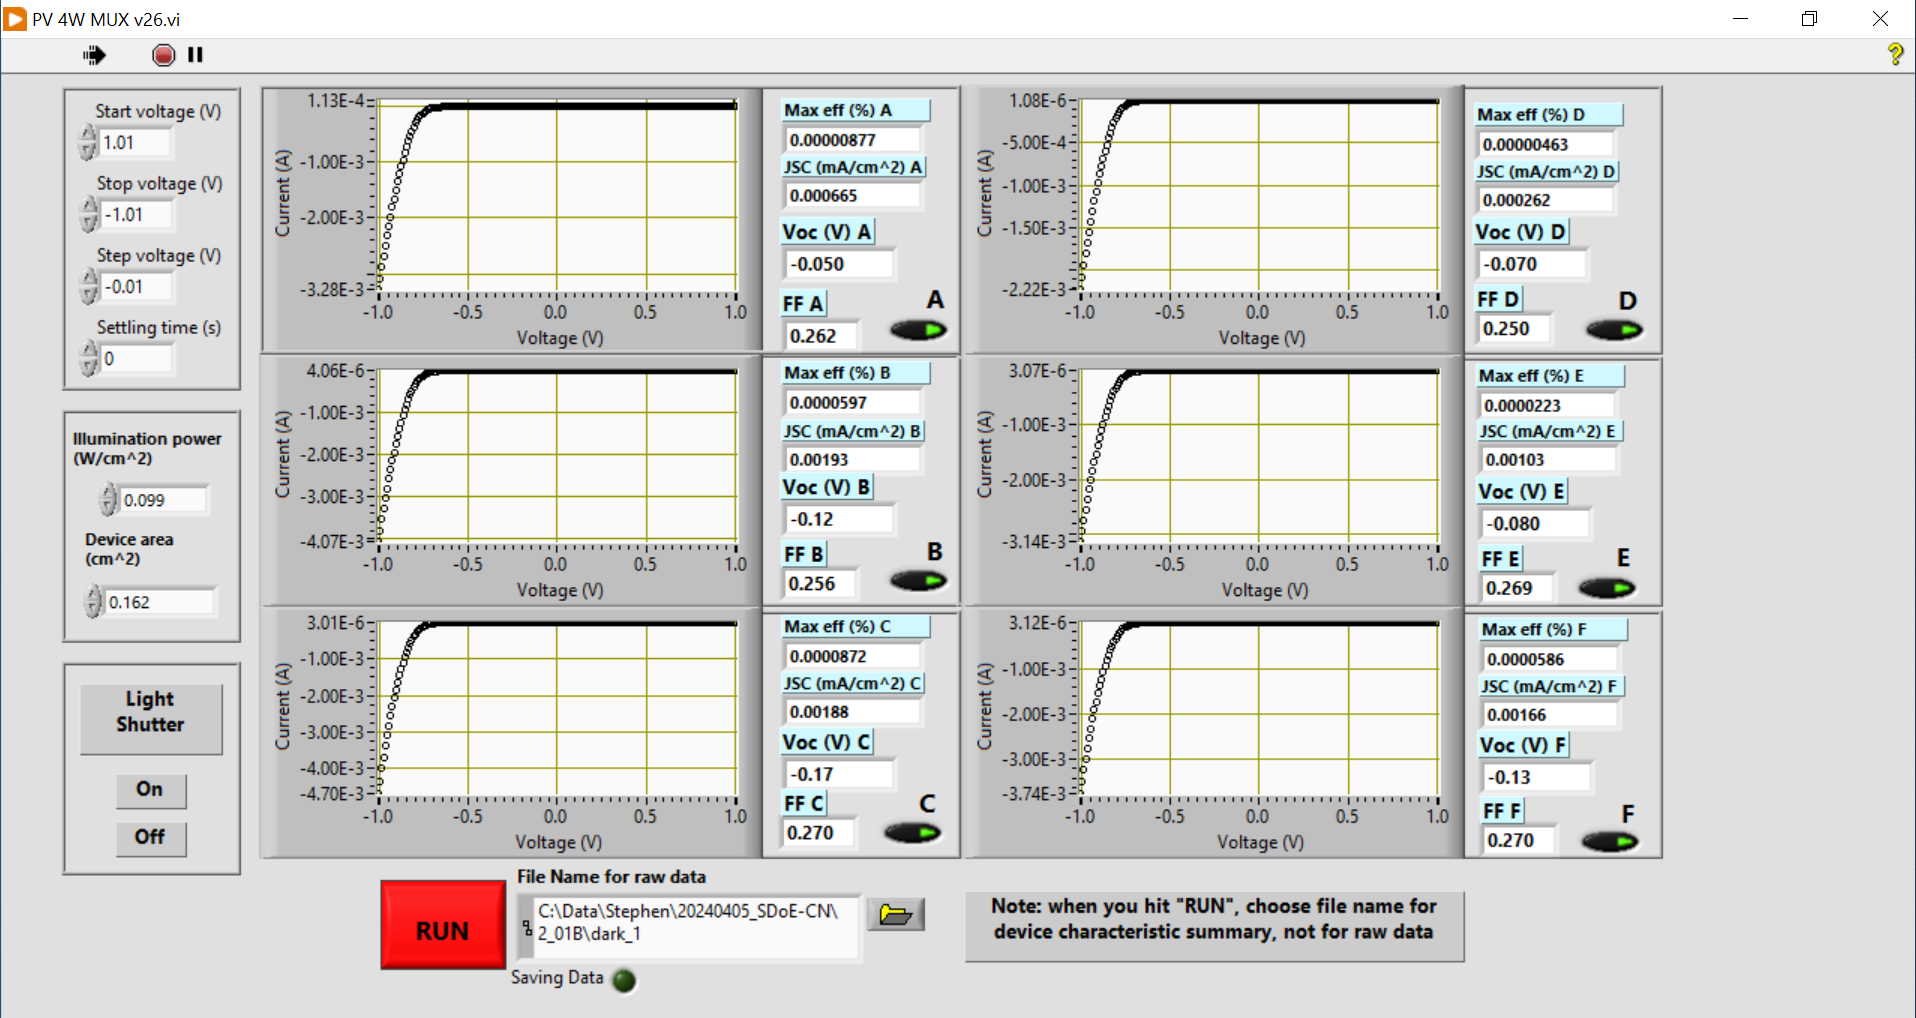 PV 4W MUX v26.vi
?
Start voltage (V)
1.01
Stop voltage (V)
-1.01
Step voltage (V)
-0.01
Settling time (s)
0
Illumination power
(W/cm^2)
0.099
Device area
(cm^2)
0.162
Light
Shutter
On
Off
1.13E-4
-1.00E-3
-2.00E-3
-3.28E-3
Current (A)
-1.0 -0.5 0.0 0.5 1.0
Voltage (V)
Max eff (%) A
0.00000877
JSC (mA/cm^2) A
0.000665
Voc (V) A
-0.050
FF A
0.262
A
4.06E-6
-1.00E-3
-2.00E-3
-3.00E-3
-4.07E-3
Current (A)
-1.0 -0.5 0.0 0.5 1.0
Voltage (V)
Max eff (%) B
0.0000597
JSC (mA/cm^2) B
0.00193
Voc (V) B
-0.12
FF B
0.256
B
3.01E-6
-1.00E-3
-2.00E-3
-3.00E-3
-4.00E-3
-4.70E-3
Current (A)
-1.0 -0.5 0.0 0.5 1.0
Voltage (V)
Max eff (%) C
0.0000872
JSC (mA/cm^2) C
0.00188
Voc (V) C
-0.17
FF C
0.270
C
1.08E-6
-5.00E-4
-1.00E-3
-1.50E-3
-2.22E-3
Current (A)
-1.0 -0.5 0.0 0.5 1.0
Voltage (V)
Max eff (%) D
0.00000463
JSC (mA/cm^2) D
0.000262
Voc (V) D
-0.070
FF D
0.250
D
3.07E-6
-1.00E-3
-2.00E-3
-3.14E-3
Current (A)
-1.0 -0.5 0.0 0.5 1.0
Voltage (V)
Max eff (%) E
0.0000223
JSC (mA/cm^2) E
0.00103
Voc (V) E
-0.080
FF E
0.269
E
3.12E-6
-1.00E-3
-2.00E-3
-3.00E-3
-3.74E-3
Current (A)
-1.0 -0.5 0.0 0.5 1.0
Voltage (V)
Max eff (%) F
0.0000586
JSC (mA/cm^2) F
0.00166
Voc (V) F
-0.13
FF F
0.270
F
RUN
File Name for raw data
C:\Data\Stephen\20240405_SDoE-CN\
2_01B\dark_1
Saving Data
Note: when you hit "RUN", choose file name for
device characteristic summary, not for raw data